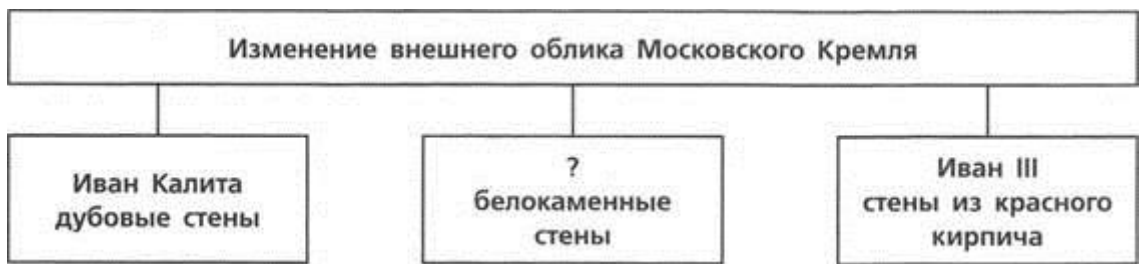 Изменение внешнего облика Московского Кремля
Иван Калита
дубовые стены
?
белокаменные
стены
Иван III
стены из красного
кирпича